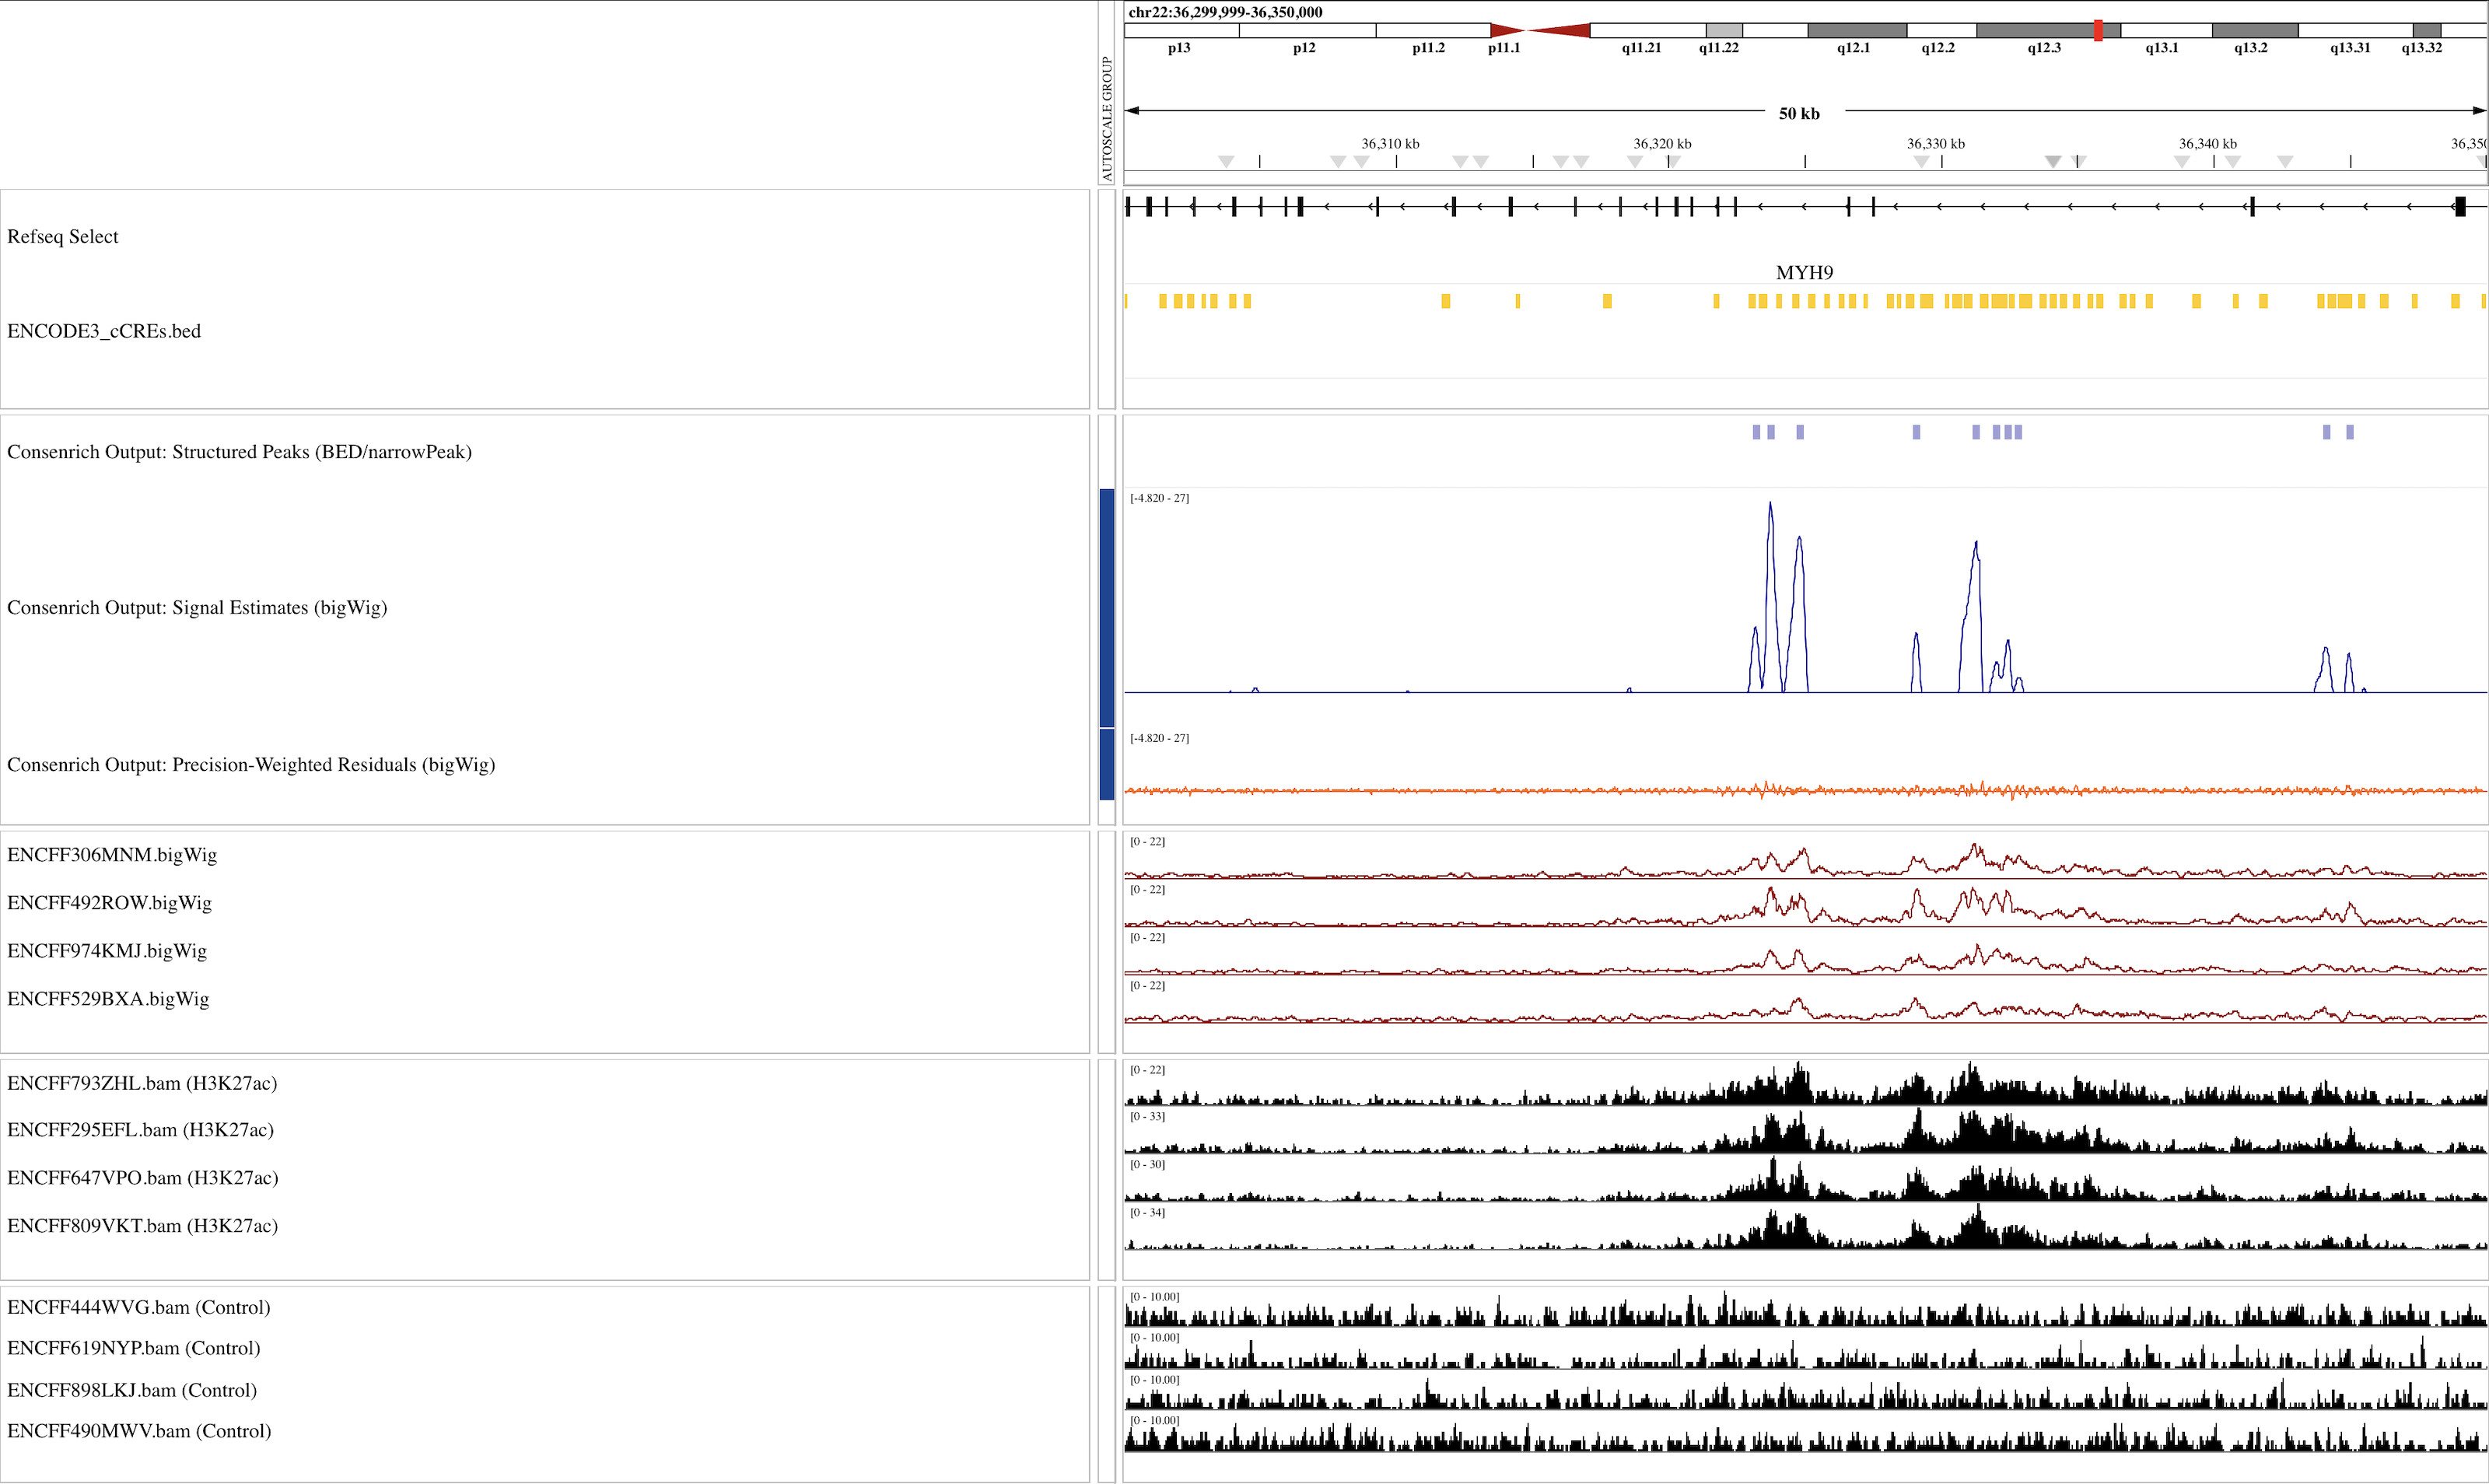 chr22:36,299,999-36,350,000
p13 p12 p11.2 p11.1 q11.21 q11.22 q12.1 q12.2 q12.3 q13.1 q13.2 q13.31 q13.32
AUTOSCALE GROUP
50 kb
36,310 kb 36,320 kb 36,330 kb 36,340 kb 36,350
Refseq Select
MYH9
ENCODE3_cCREs.bed
Consenrich Output: Structured Peaks (BED/narrowPeak)
[-4.820 - 27]
Consenrich Output: Signal Estimates (bigWig)
[-4.820 - 27]
Consenrich Output: Precision-Weighted Residuals (bigWig)
[0 - 22]
ENCFF306MNM.bigWig
[0 - 22]
ENCFF492ROW.bigWig
[0 - 22]
ENCFF974KMJ.bigWig
[0 - 22]
ENCFF529BXA.bigWig
[0 - 22]
ENCFF793ZHL.bam (H3K27ac)
[0 - 33]
ENCFF295EFL.bam (H3K27ac)
[0 - 30]
ENCFF647VPO.bam (H3K27ac)
[0 - 34]
ENCFF809VKT.bam (H3K27ac)
[0 - 10.00]
ENCFF444WVG.bam (Control)
[0 - 10.00]
ENCFF619NYP.bam (Control)
[0 - 10.00]
ENCFF898LKJ.bam (Control)
[0 - 10.00]
ENCFF490MWV.bam (Control)